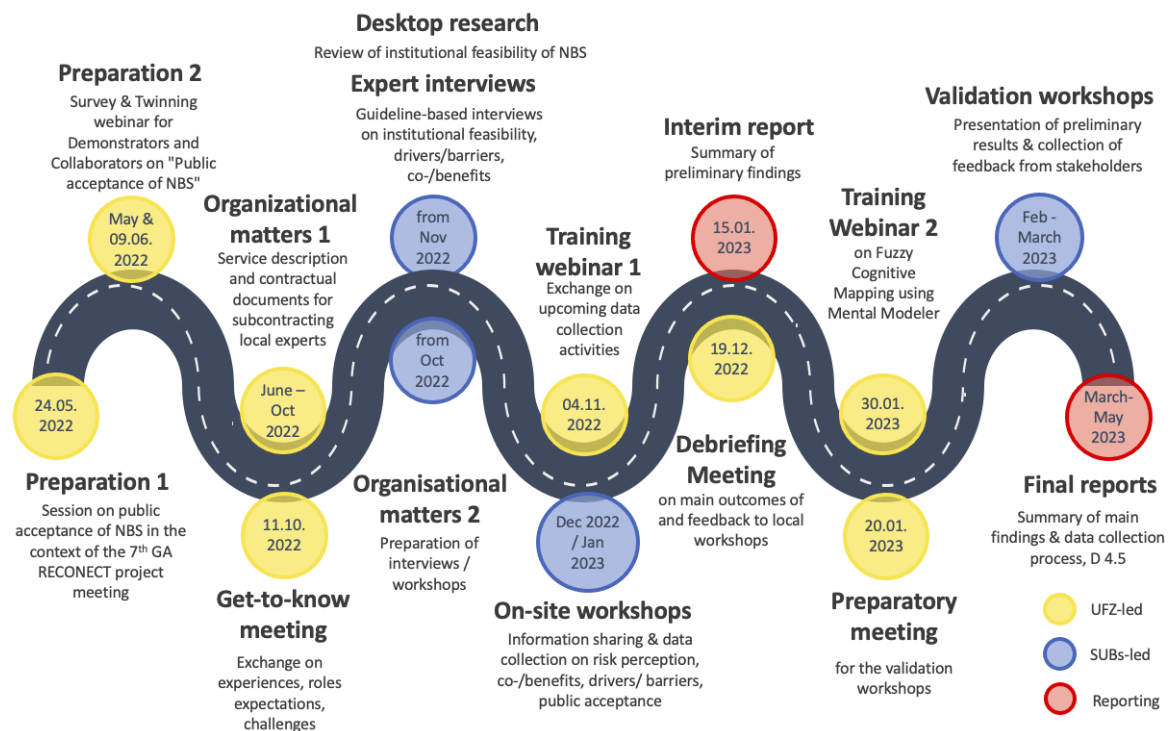 Desktop research
Review of institutional feasibility of NBS
Expert interviews
Guideline-based interviews
on institutional feasibility,
drivers/barriers,
co-/benefits
from
Nov
2022
Preparation 2
Survey & Twinning
webinar for
Demonstrators and
Collaborators on "Public
acceptance of NBS"
May &
09.06.
2022
Organizational
matters 1
Service description
and contractual
documents for
subcontracting
local experts
June –
Oct
2022
Training
webinar 1
Exchange on
upcoming data
collection
activities
04.11.
2022
Interim report
Summary of
preliminary findings
15.01.
2023
Training
Webinar 2
on Fuzzy
Cognitive
Mapping using
Mental Modeler
30.01.
2023
Validation workshops
Presentation of preliminary
results & collection of
feedback from stakeholders
Feb -
March
2023
24.05.
2022
Preparation 1
Session on public
acceptance of NBS in the
context of the 7th GA
RECONECT project
meeting
11.10.
2022
Get-to-know
meeting
Exchange on
experiences, roles
expectations,
challenges
from
Oct
2022
Organisational
matters 2
Preparation of
interviews /
workshops
Dec 2022
/ Jan
2023
On-site workshops
Information sharing & data
collection on risk perception,
co-/benefits, drivers/ barriers,
public acceptance
19.12.
2022
Debriefing
Meeting
on main outcomes of
and feedback to local
workshops
20.01.
2023
Preparatory
meeting
for the validation
workshops
March-
May
2023
Final reports
Summary of main
findings & data collection
process, D 4.5
UFZ-led
SUBs-led
Reporting